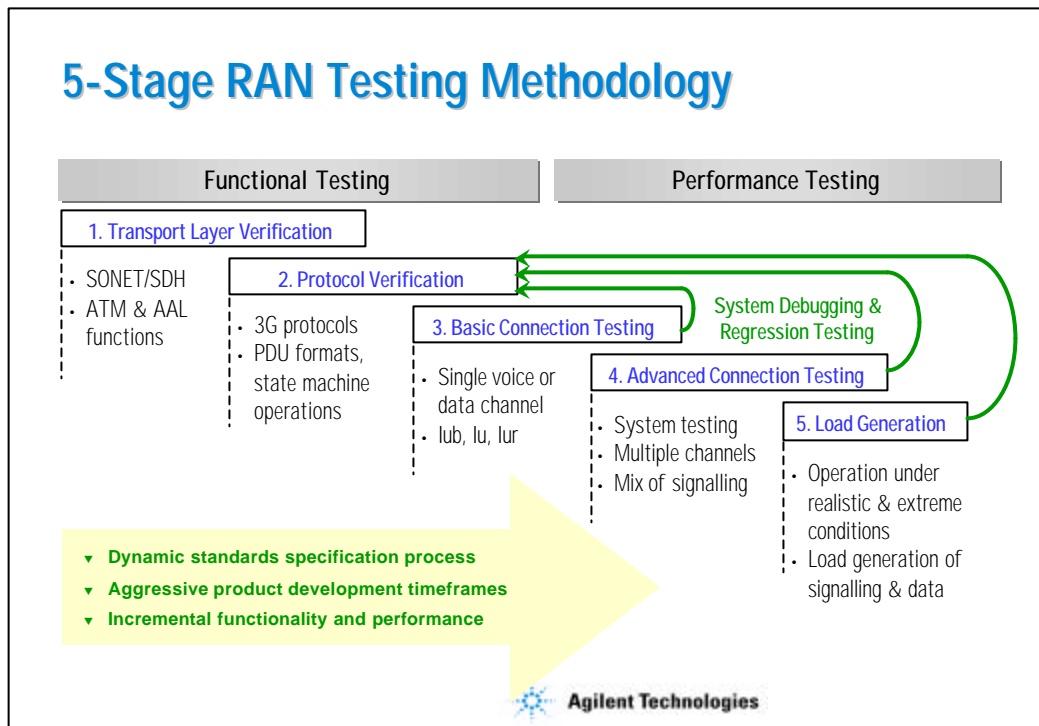 5-Stage RAN Testing Methodology
Functional Testing
Performance Testing
1. Transport Layer Verification
• SONET/SDH
• ATM & AAL
functions
2. Protocol Verification
• 3G protocols
• PDU formats,
state machine
operations
3. Basic Connection Testing
• Single voice or
data channel
• Iub, Iu, Iur
System Debugging &
Regression Testing
4. Advanced Connection Testing
• System testing
• Multiple channels
• Mix of signalling
5. Load Generation
• Operation under
realistic & extreme
conditions
• Load generation of
signalling & data
▼ Dynamic standards specification process
▼ Aggressive product development timeframes
▼ Incremental functionality and performance
Agilent Technologies